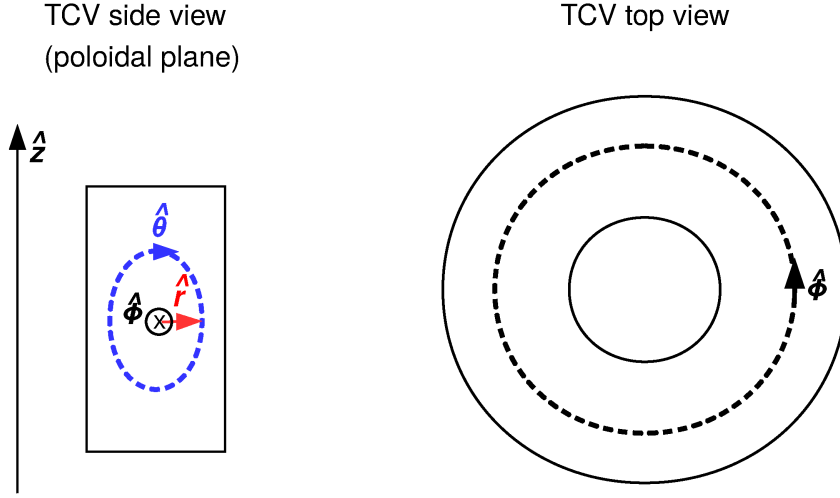 TCV side view
(poloidal plane)
TCV top view
ẑ
θ̂
r̂
ϕ̂
X
ϕ̂